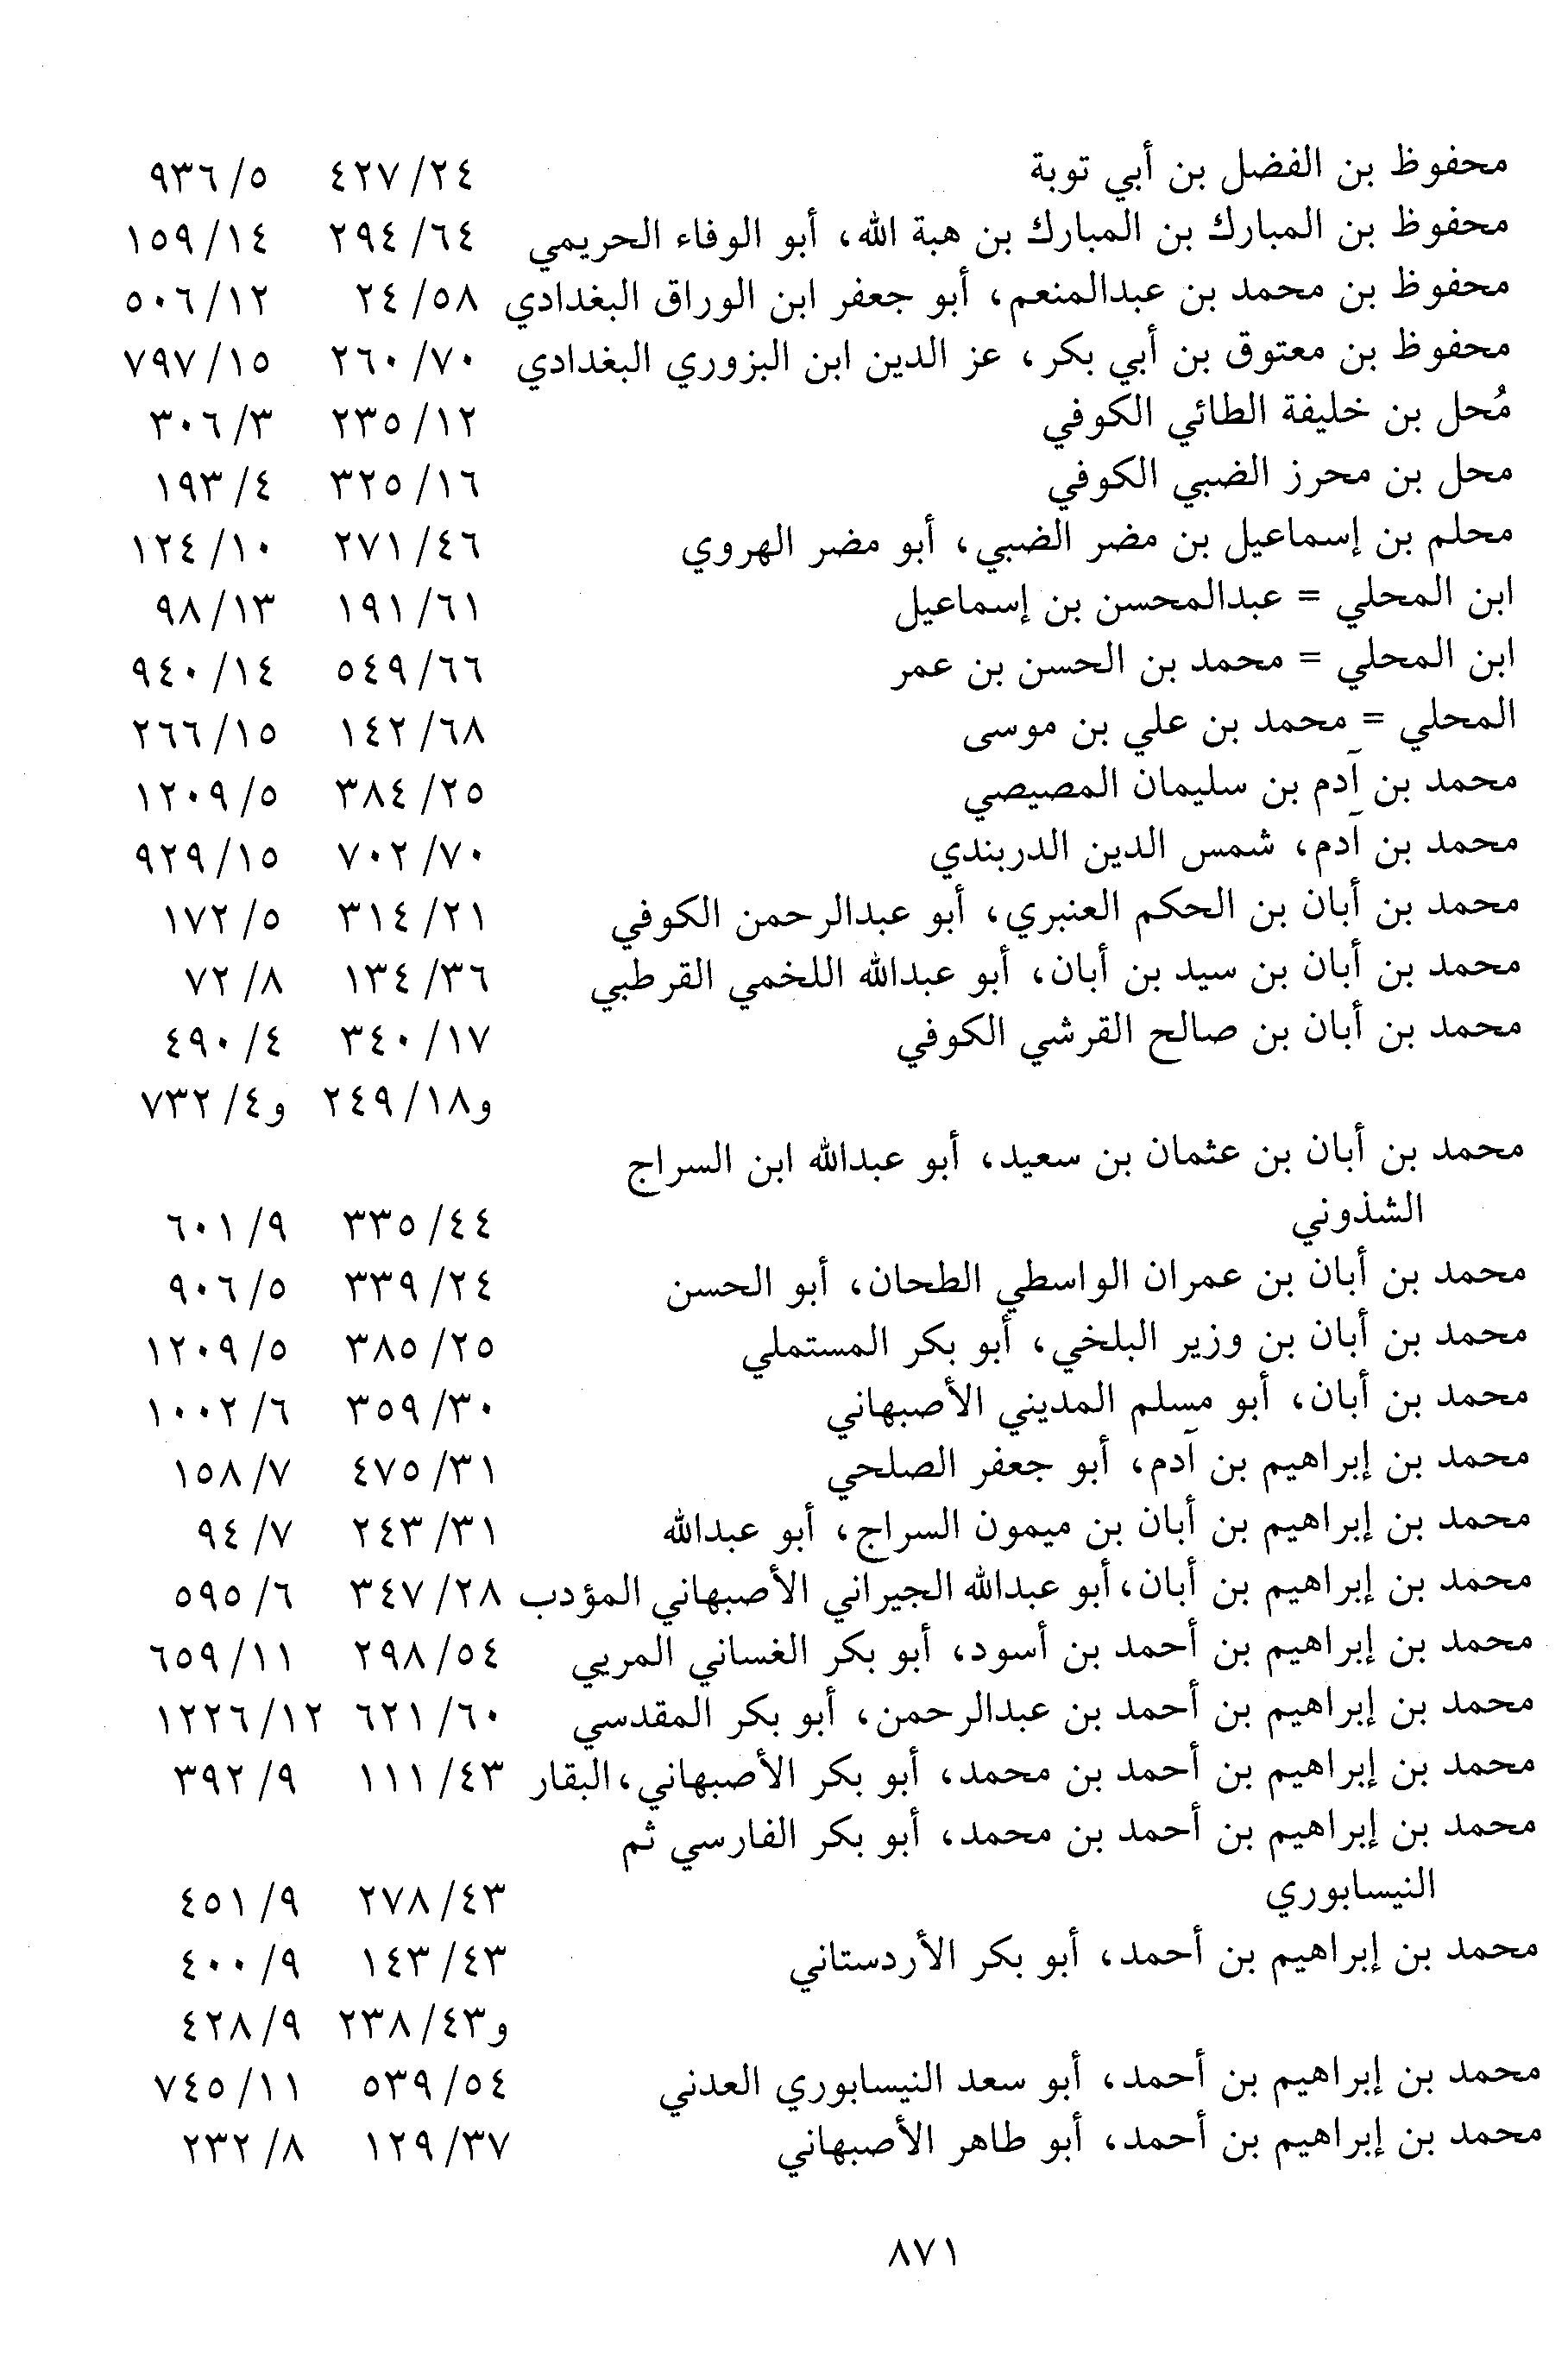 محفوظ بن الفضل بن أبي توبة ٤٢٧/٢٤ ٩٣٦/٥
محفوظ بن المبارك بن المبارك بن هبة الله، أبو الوفاء الحريمي ٢٩٤/٦٤ ١٥٩/١٤
محفوظ بن محمد بن عبدالمنعم، أبو جعفر ابن الوراق البغدادي ٢٤/٥٨ ٥٠٦/١٢
محفوظ بن معتوق بن أبي بكر، عز الدين ابن البزوري البغدادي ٢٦٠/٧٠ ٧٩٧/١٥
مُحل بن خليفة الطائي الكوفي ٢٣٥/١٢ ٣٠٦/٣
محل بن محرز الضبي الكوفي ٣٢٥/١٦ ١٩٣/٤
محلم بن إسماعيل بن مضر الضبي، أبو مضر الهروي ٢٧١/٤٦ ١٢٤/١٠
ابن المحلي = عبدالمحسن بن إسماعيل ١٩١/٦١ ٩٨/١٣
ابن المحلي = محمد بن الحسن بن عمر ٥٤٩/٦٦ ٩٤٠/١٤
المحلي = محمد بن علي بن موسى ١٤٢/٦٨ ٢٦٦/١٥
محمد بن آدم بن سليمان المصيصي ٣٨٤/٢٥ ١٢٠٩/٥
محمد بن آدم، شمس الدين الدربندي ٧٠٢/٧٠ ٩٢٩/١٥
محمد بن أبان بن الحكم العنبري، أبو عبدالرحمن الكوفي ٣١٤/٢١ ١٧٢/٥
محمد بن أبان بن سيد بن أبان، أبو عبدالله اللخمي القرطبي ١٣٤/٣٦ ٧٢/٨
محمد بن أبان بن صالح القرشي الكوفي ٣٤٠/١٧ ٤٩٠/٤
و٢٤٩/١٨ و٧٣٢/٤
محمد بن أبان بن عثمان بن سعيد، أبو عبدالله ابن السراج
الشذوني ٣٣٥/٤٤ ٦٠١/٩
محمد بن أبان بن عمران الواسطي الطحان، أبو الحسن ٣٣٩/٢٤ ٩٠٦/٥
محمد بن أبان بن وزير البلخي، أبو بكر المستملي ٣٨٥/٢٥ ١٢٠٩/٥
محمد بن أبان، أبو مسلم المديني الأصبهاني ٣٥٩/٣٠ ١٠٠٢/٦
محمد بن إبراهيم بن آدم، أبو جعفر الصلحي ٤٧٥/٣١ ١٥٨/٧
محمد بن إبراهيم بن أبان بن ميمون السراج، أبو عبدالله ٢٤٣/٣١ ٩٤/٧
محمد بن إبراهيم بن أبان، أبو عبدالله الجيراني الأصبهاني المؤدب ٣٤٧/٢٨ ٥٩٥/٦
محمد بن إبراهيم بن أحمد بن أسود، أبو بكر الغساني المريي ٢٩٨/٥٤ ٦٥٩/١١
محمد بن إبراهيم بن أحمد بن عبدالرحمن، أبو بكر المقدسي ٦٢١/٦٠ ١٢٢٦/١٢
محمد بن إبراهيم بن أحمد بن محمد، أبو بكر الأصبهاني، البقار ١١١/٤٣ ٣٩٢/٩
محمد بن إبراهيم بن أحمد بن محمد، أبو بكر الفارسي ثم
النيسابوري ٢٧٨/٤٣ ٤٥١/٩
محمد بن إبراهيم بن أحمد، أبو بكر الأردستاني ١٤٣/٤٣ ٤٠٠/٩
و٢٣٨/٤٣ ٤٢٨/٩
محمد بن إبراهيم بن أحمد، أبو سعد النيسابوري العدني ٥٣٩/٥٤ ٧٤٥/١١
محمد بن إبراهيم بن أحمد، أبو طاهر الأصبهاني ١٢٩/٣٧ ٢٣٢/٨
٨٧١